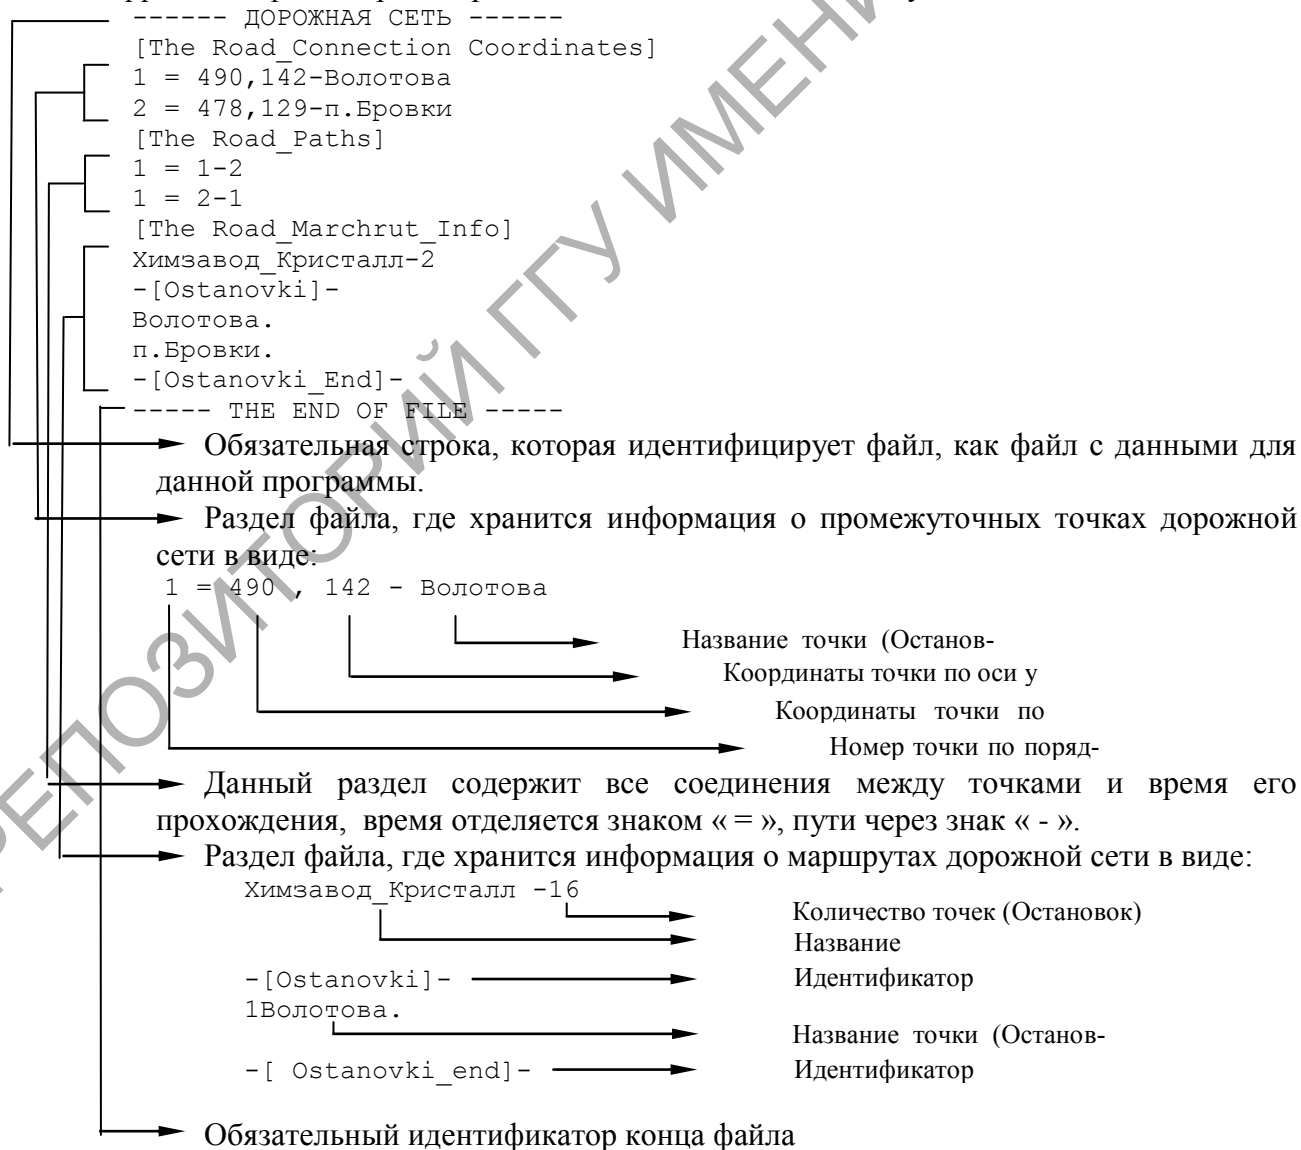 ------ ДОРОЖНАЯ СЕТЬ ------
[The Road_Connection Coordinates]
1 = 490,142-Волотова
2 = 478,129-п.Бровки
[The Road_Paths]
1 = 1-2
1 = 2-1
[The Road_Marchrut_Info]
Химзавод_Кристалл-2
-[Ostanovki]-
Волотова.
п.Бровки.
-[Ostanovki_End]-
----- THE END OF FILE -----
Обязательная строка, которая идентифицирует файл, как файл с данными для
данной программы.
Раздел файла, где хранится информация о промежуточных точках дорожной
сети в виде:
1 = 490 , 142 - Волотова
Название точки (Останов-
Координаты точки по оси у
Координаты точки по
Номер точки по поряд-
Данный раздел содержит все соединения между точками и время его
прохождения, время отделяется знаком « = », пути через знак « - ».
Раздел файла, где хранится информация о маршрутах дорожной сети в виде:
Химзавод_Кристалл -16
Количество точек (Остановок)
Название
-[Ostanovki]-
Идентификатор
1Волотова.
Название точки (Останов-
-[ Ostanovki_end]-
Идентификатор
Обязательный идентификатор конца файла
РЕПОЗИТОРИЙ ГГУ ИМЕНИ